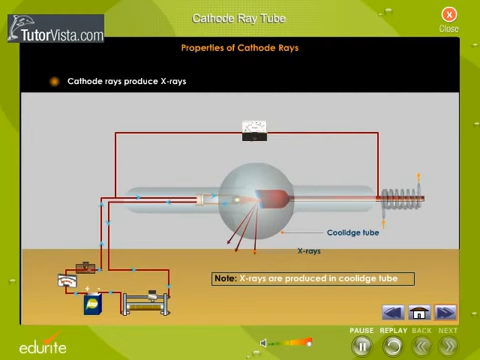 Cathode Ray Tube
TutorVista.com
Close
Properties of Cathode Rays
Cathode rays produce X-rays
Coolidge tube
X-rays
Note: X-rays are produced in coolidge tube
PAUSE REPLAY BACK NEXT
edurite